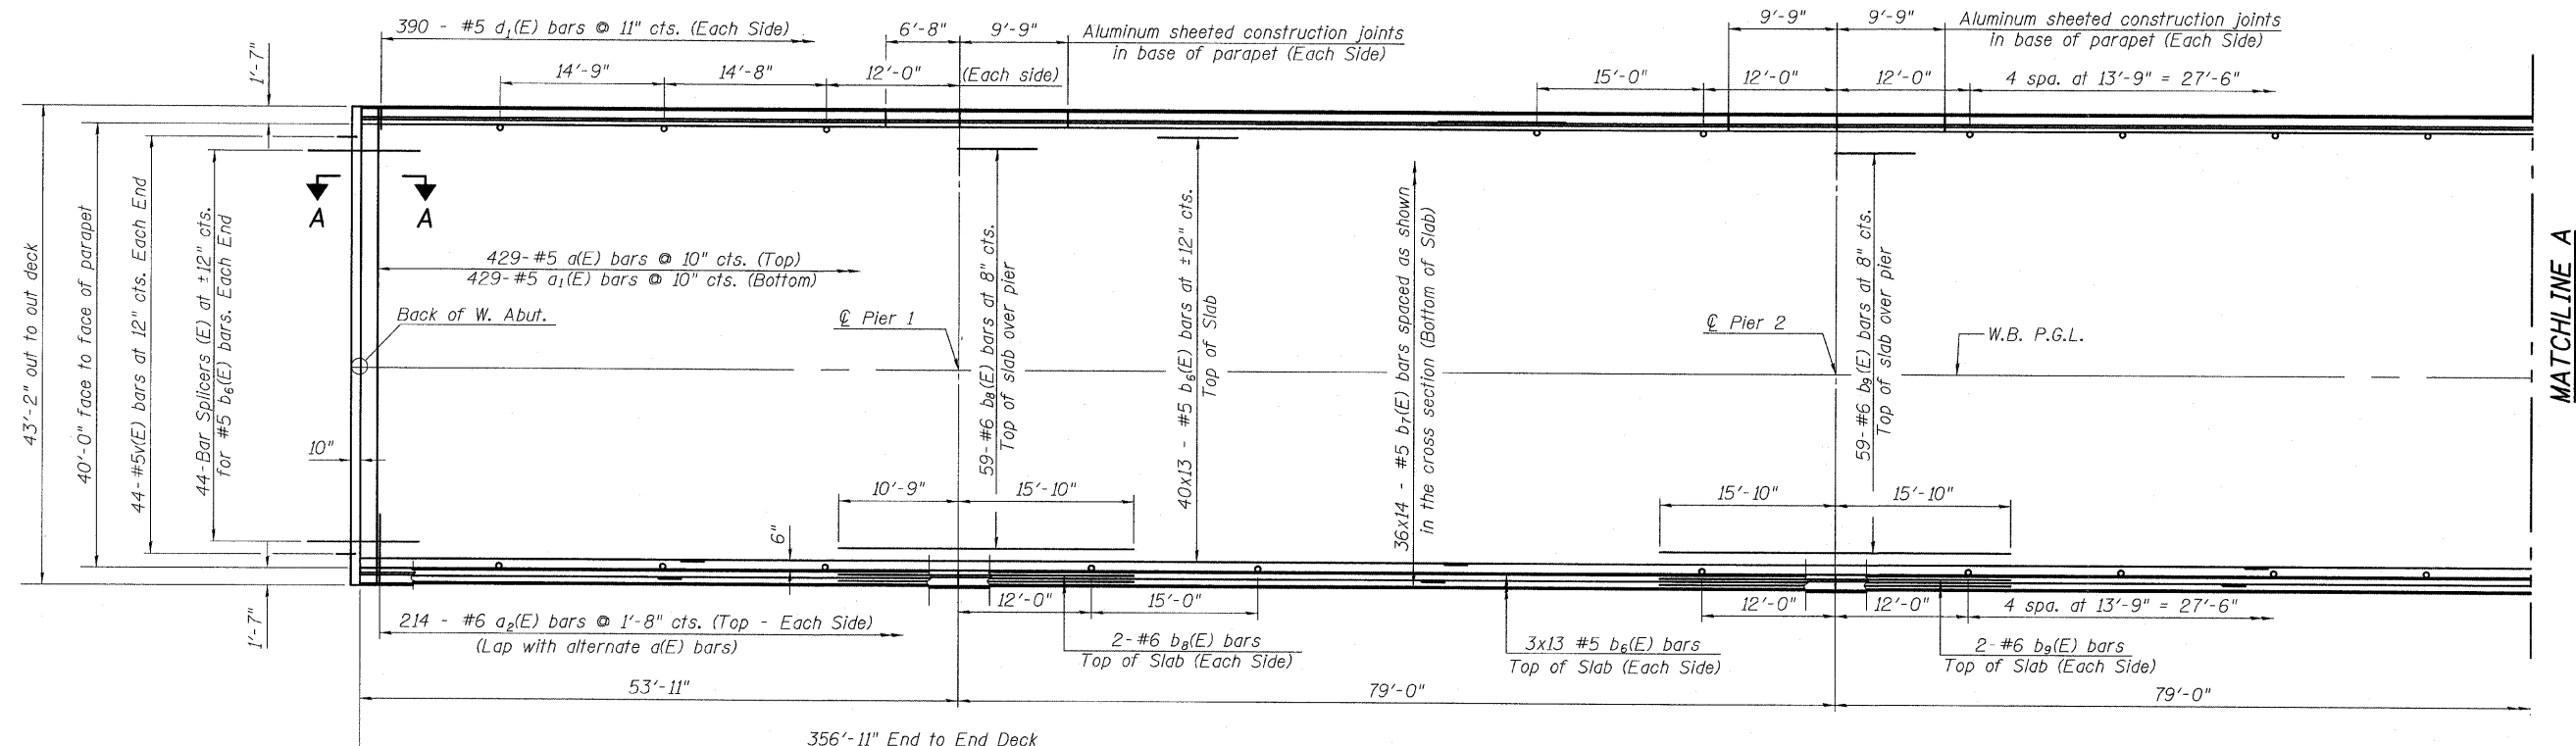 390 - #5 d₁(E) bars @ 11" cts. (Each Side)
6'-8"
9'-9"
Aluminum sheeted construction joints
in base of parapet (Each Side)
9'-9"
9'-9"
Aluminum sheeted construction joints
in base of parapet (Each Side)
1'-7"
14'-9"
14'-8"
12'-0"
(Each side)
15'-0"
12'-0"
12'-0"
4 spa. at 13'-9" = 27'-6"
43'-2" out to out deck
40'-0" face to face of parapet
44-#5v(E) bars at 12" cts. Each End
44-Bar Splicers (E) at ±12" cts.
for #5 b₆(E) bars. Each End
A
A
429-#5 a(E) bars @ 10" cts. (Top)
429-#5 a₁(E) bars @ 10" cts. (Bottom)
Back of W. Abut.
℄ Pier 1
59-#6 b₈(E) bars at 8" cts.
Top of slab over pier
40x13 - #5 b₆(E) bars at ±12" cts.
Top of Slab
36x14 - #5 b₇(E) bars spaced as shown
in the cross section (Bottom of Slab)
℄ Pier 2
59-#6 b₉(E) bars at 8" cts.
Top of slab over pier
W.B. P.G.L.
MATCHLINE A
10"
10'-9"
15'-10"
15'-10"
15'-10"
6"
1'-7"
12'-0"
15'-0"
12'-0"
12'-0"
4 spa. at 13'-9" = 27'-6"
214 - #6 a₂(E) bars @ 1'-8" cts. (Top - Each Side)
(Lap with alternate a(E) bars)
2-#6 b₈(E) bars
Top of Slab (Each Side)
3x13 #5 b₆(E) bars
Top of Slab (Each Side)
2-#6 b₉(E) bars
Top of Slab (Each Side)
53'-11"
79'-0"
79'-0"
356'-11" End to End Deck